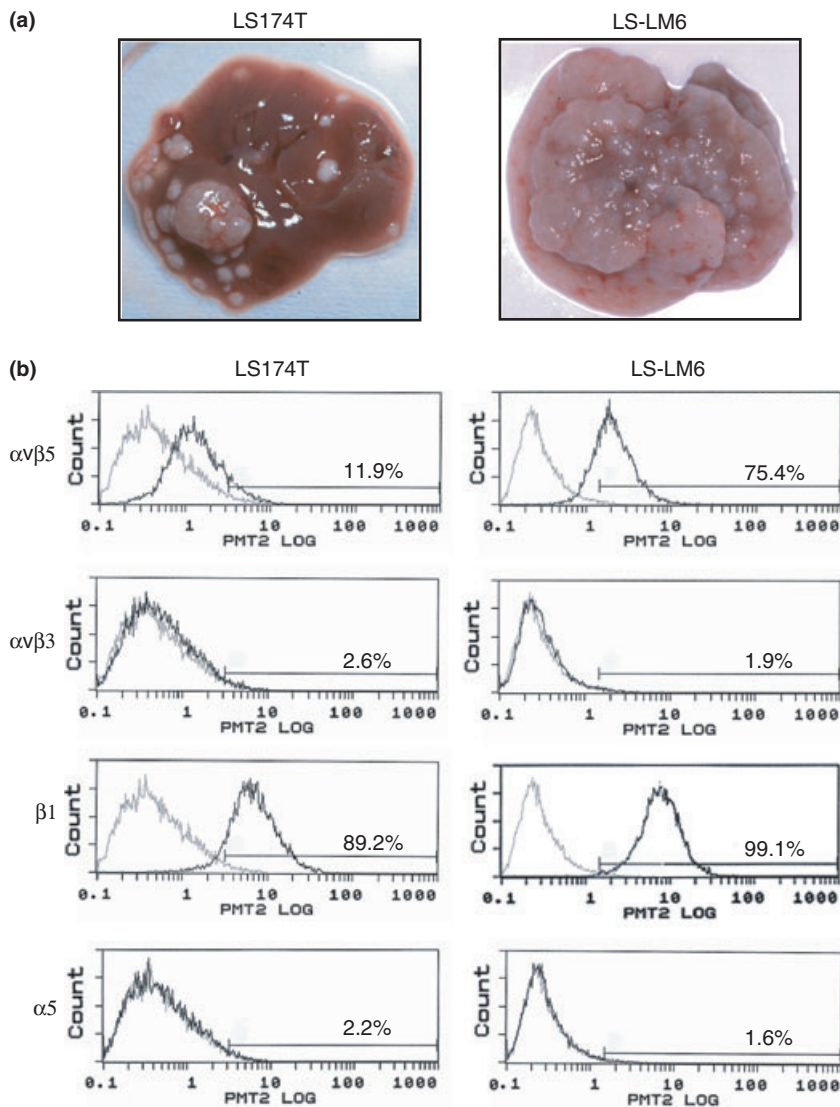 (a)
LS174T LS-LM6
(b)
LS174T LS-LM6
αvβ5
Count
11.9%
0.1 1 10 100 1000
PMT2 LOG
Count
75.4%
0.1 1 10 100 1000
PMT2 LOG
αvβ3
Count
2.6%
0.1 1 10 100 1000
PMT2 LOG
Count
1.9%
0.1 1 10 100 1000
PMT2 LOG
β1
Count
89.2%
0.1 1 10 100 1000
PMT2 LOG
Count
99.1%
0.1 1 10 100 1000
PMT2 LOG
α5
Count
2.2%
0.1 1 10 100 1000
PMT2 LOG
Count
1.6%
0.1 1 10 100 1000
PMT2 LOG